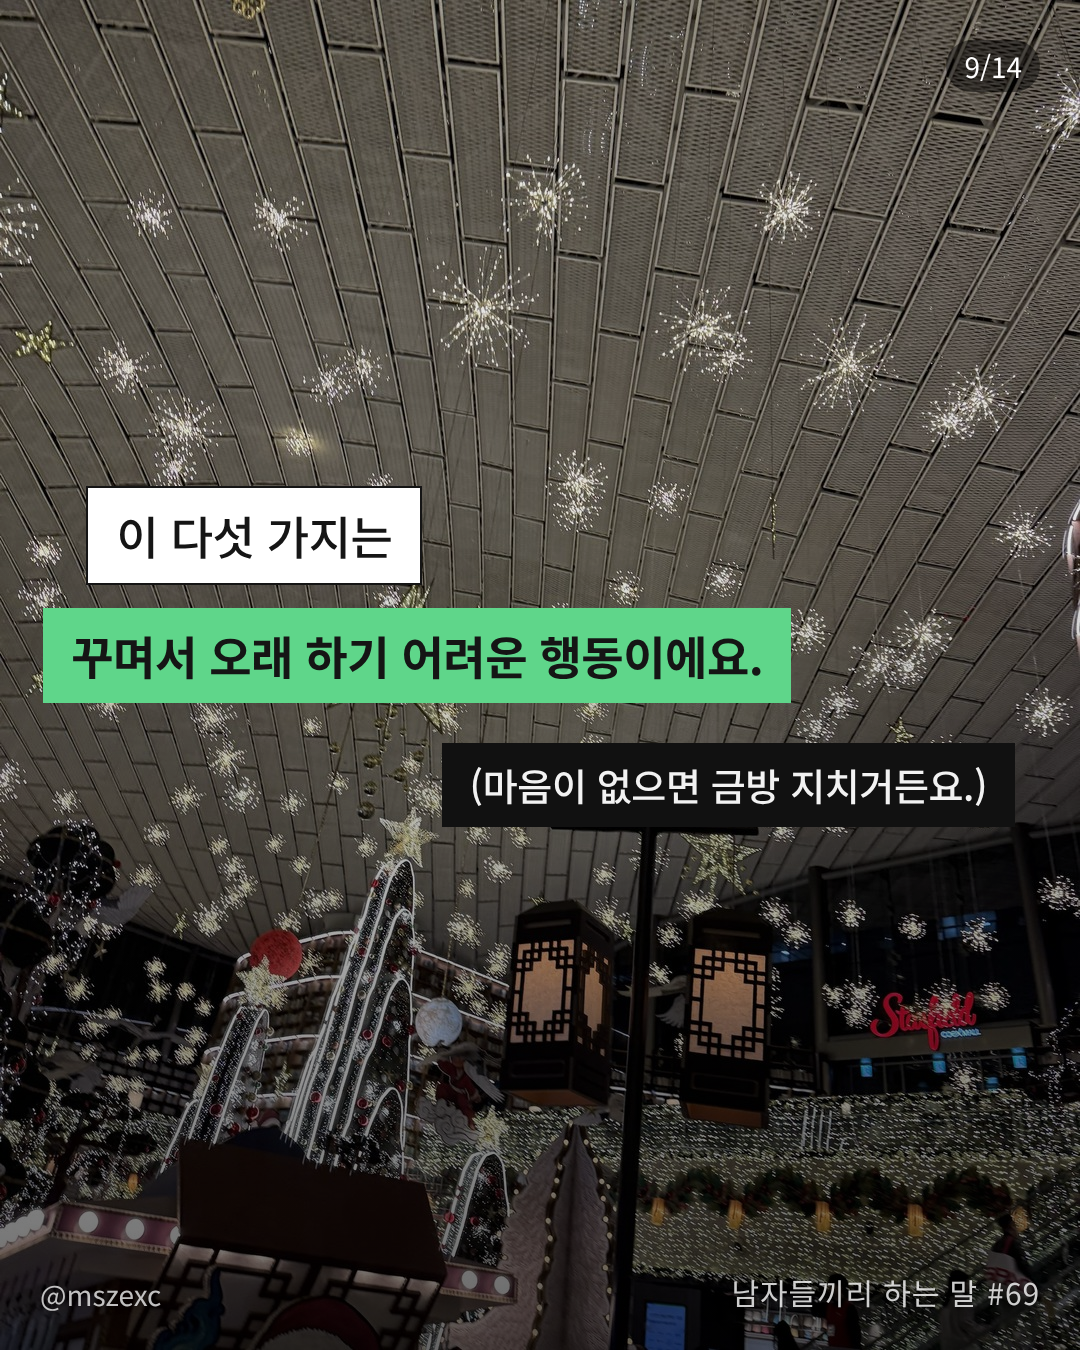 9/14
이 다섯 가지는
꾸며서 오래 하기 어려운 행동이에요.
(마음이 없으면 금방 지치거든요.)
Starfield
COEX MALL
@mszexc
남자들끼리 하는 말 #69